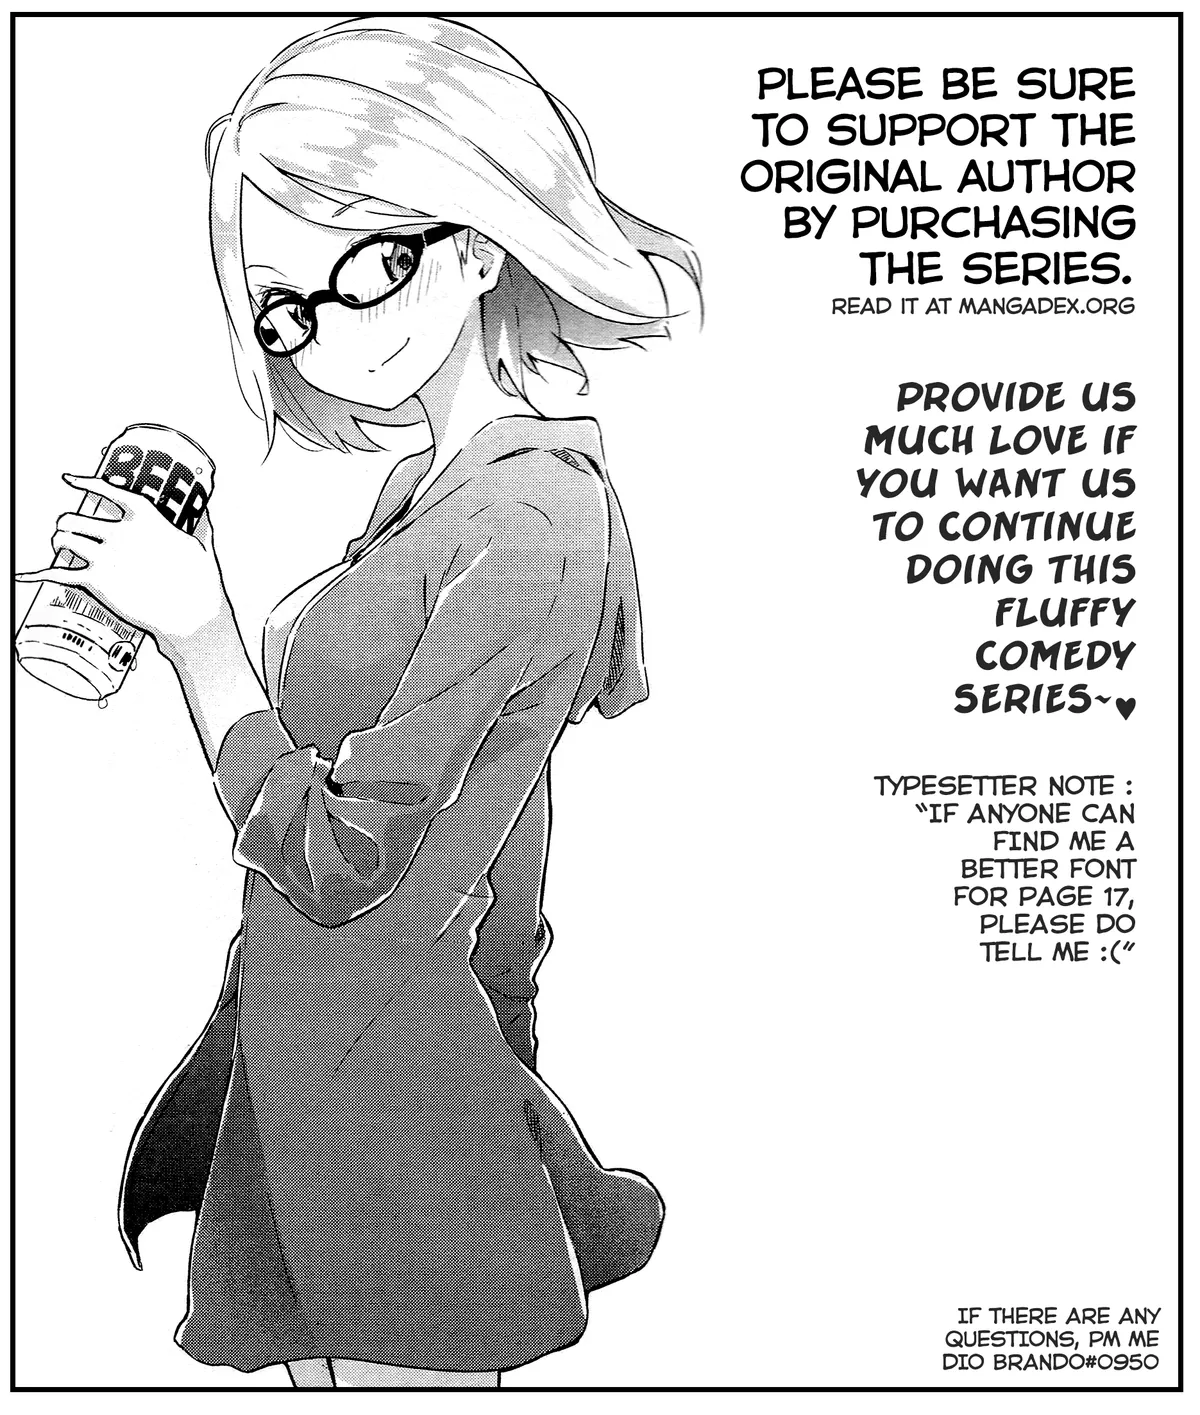 PLEASE BE SURE
TO SUPPORT THE
ORIGINAL AUTHOR
BY PURCHASING
THE SERIES.
READ IT AT MANGADEX.ORG
PROVIDE US
MUCH LOVE IF
YOU WANT US
TO CONTINUE
DOING THIS
FLUFFY
COMEDY
SERIES~♥
BEER
TYPESETTER NOTE :
"IF ANYONE CAN
FIND ME A
BETTER FONT
FOR PAGE 17,
PLEASE DO
TELL ME :("
IF THERE ARE ANY
QUESTIONS, PM ME
DIO BRANDO#0950